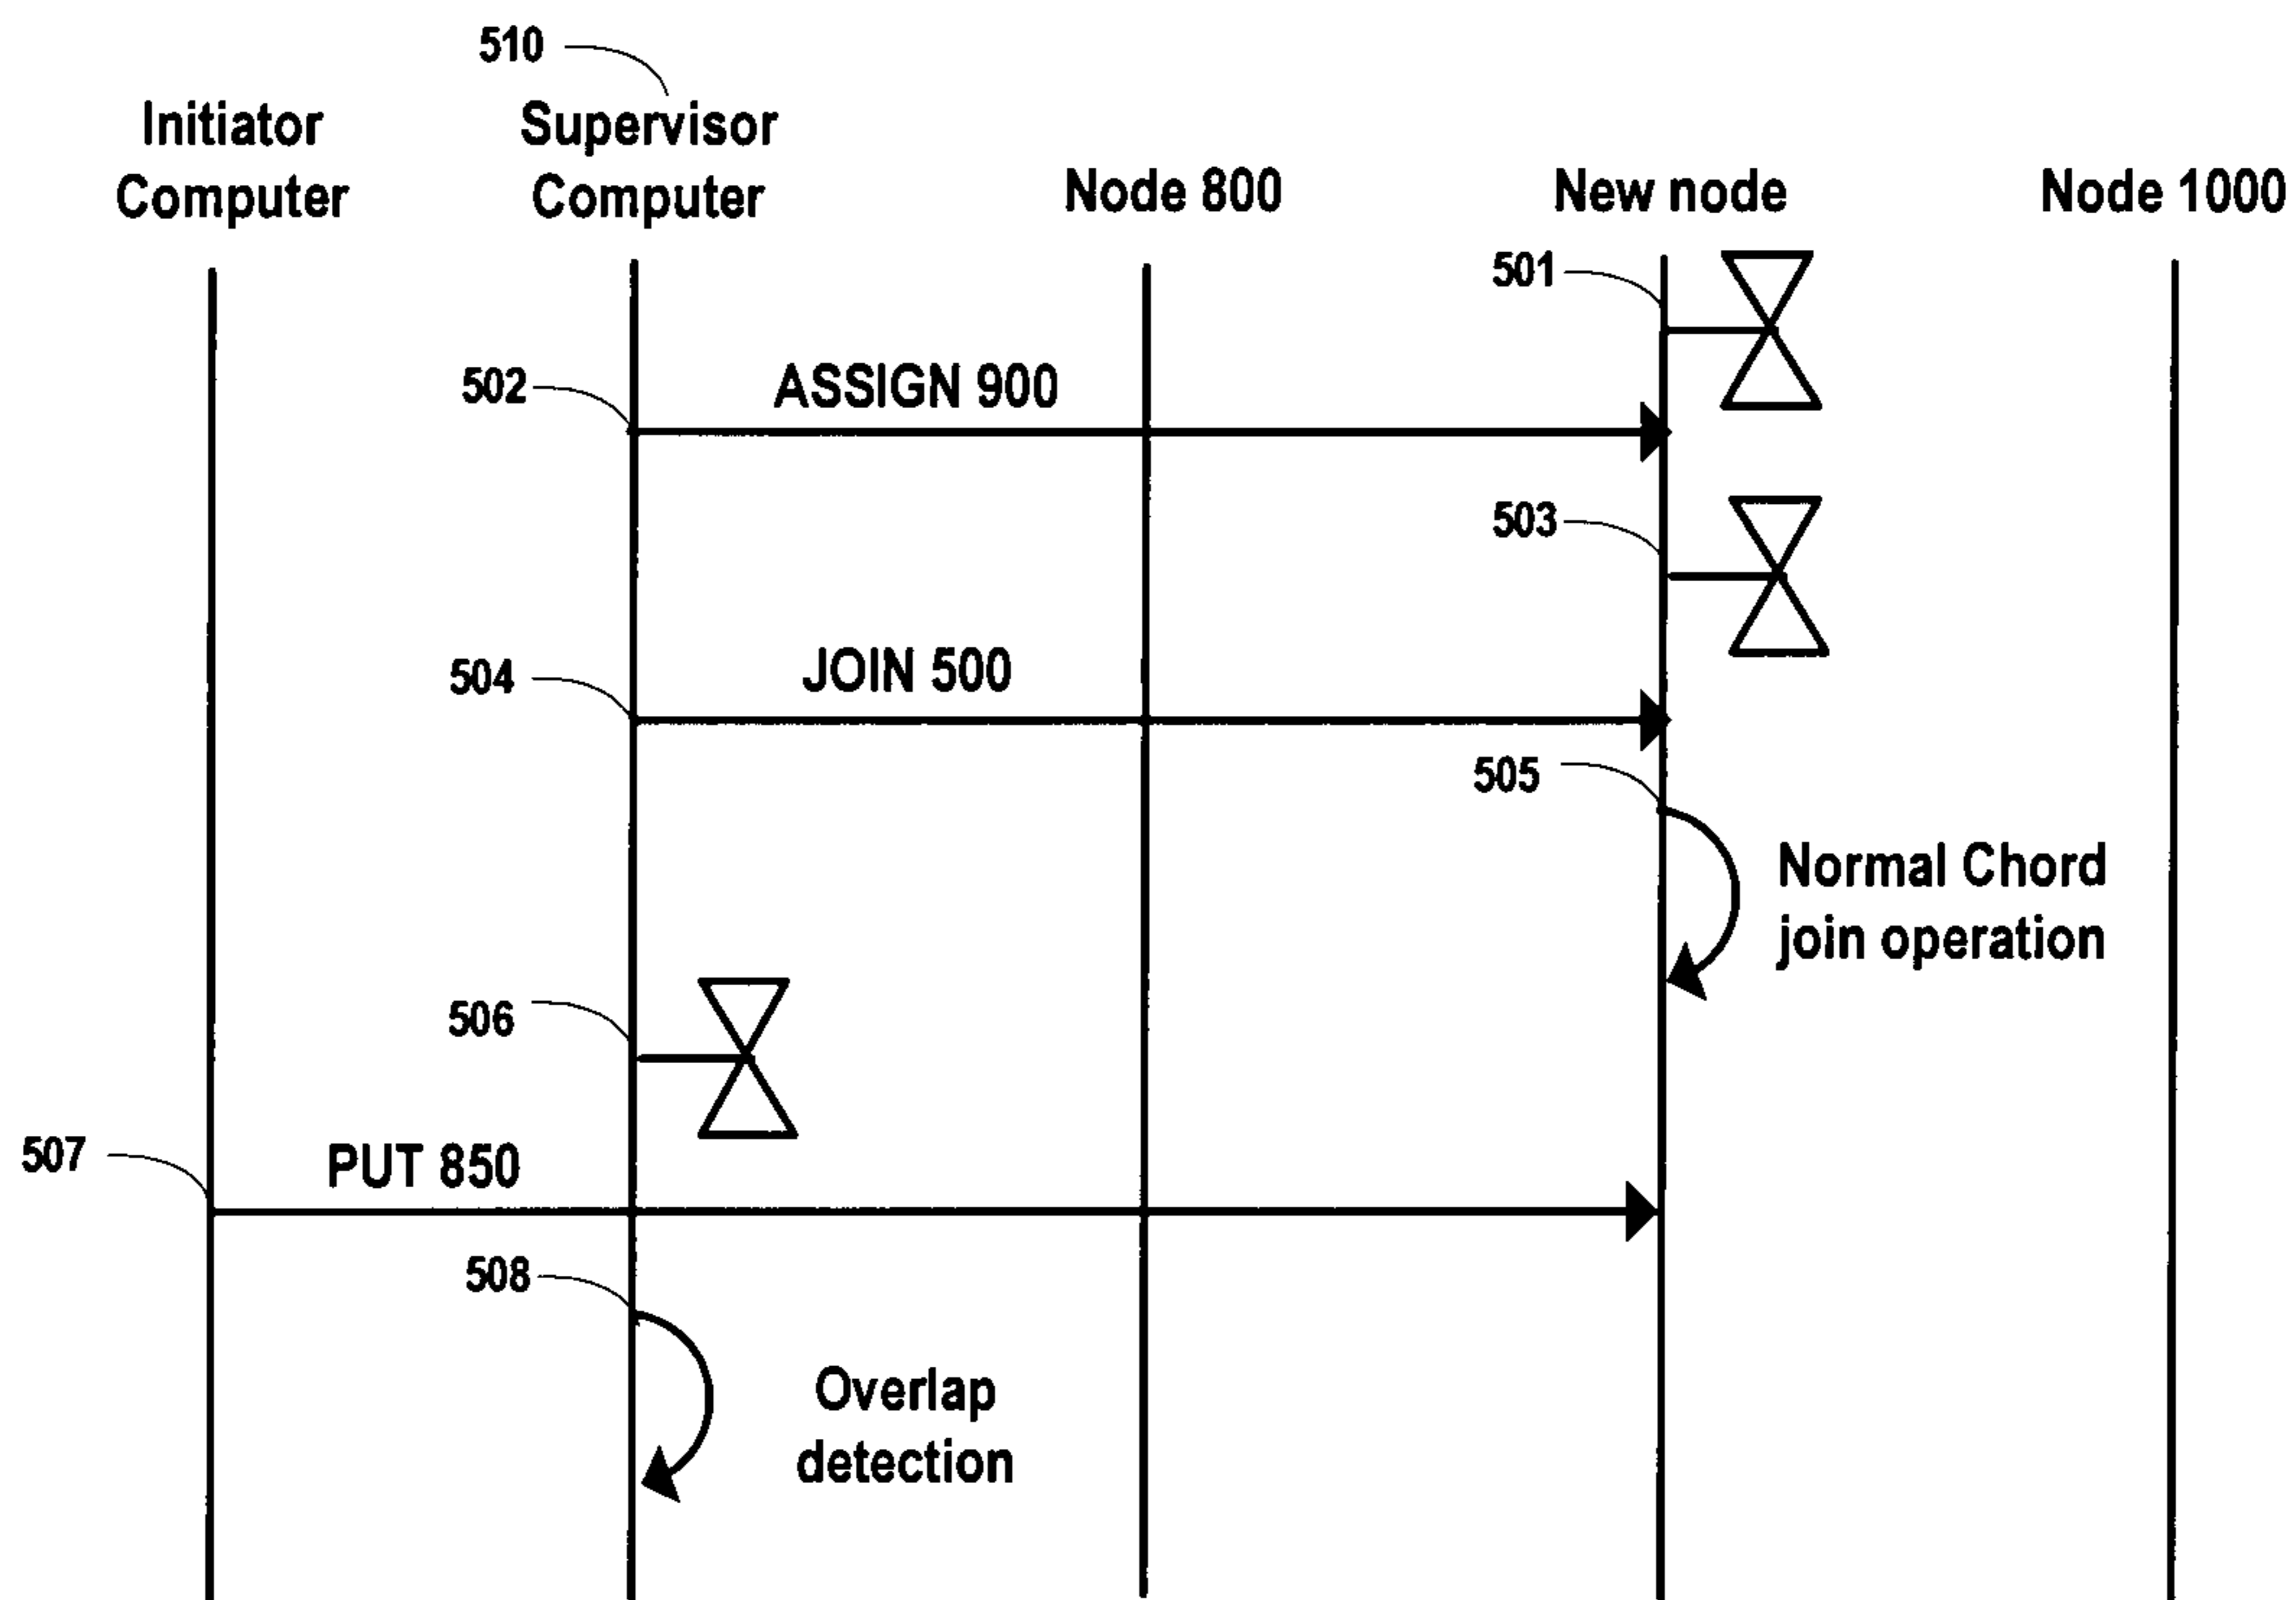 510
Initiator
Computer
Supervisor
Computer
Node 800
New node
Node 1000
501
502
ASSIGN 900
503
504
JOIN 500
505
Normal Chord
join operation
506
507
PUT 850
508
Overlap
detection